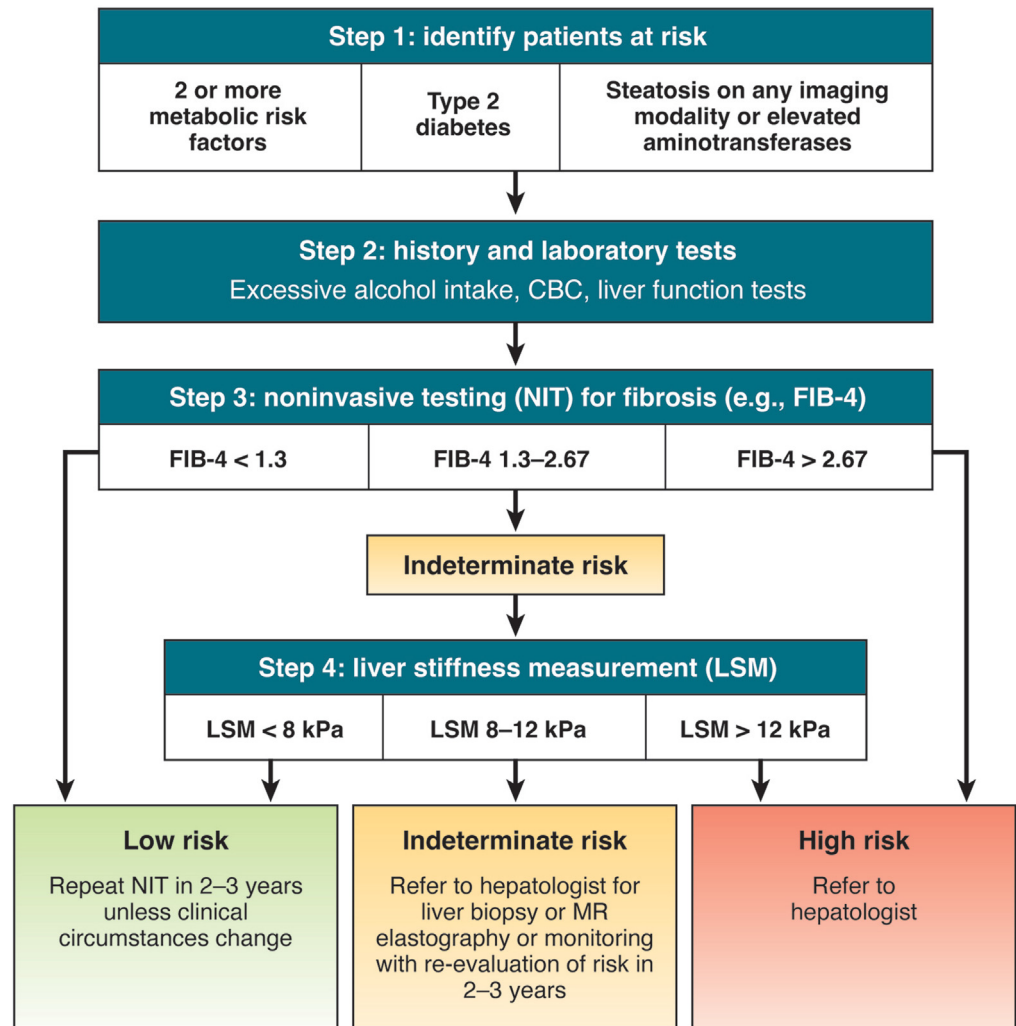 Step 1: identify patients at risk
2 or more
metabolic risk
factors
Type 2
diabetes
Steatosis on any imaging
modality or elevated
aminotransferases
Step 2: history and laboratory tests
Excessive alcohol intake, CBC, liver function tests
Step 3: noninvasive testing (NIT) for fibrosis (e.g., FIB-4)
FIB-4 < 1.3
FIB-4 1.3–2.67
FIB-4 > 2.67
Indeterminate risk
Step 4: liver stiffness measurement (LSM)
LSM < 8 kPa
LSM 8–12 kPa
LSM > 12 kPa
Low risk
Repeat NIT in 2–3 years
unless clinical
circumstances change
Indeterminate risk
Refer to hepatologist for
liver biopsy or MR
elastography or monitoring
with re-evaluation of risk in
2–3 years
High risk
Refer to
hepatologist